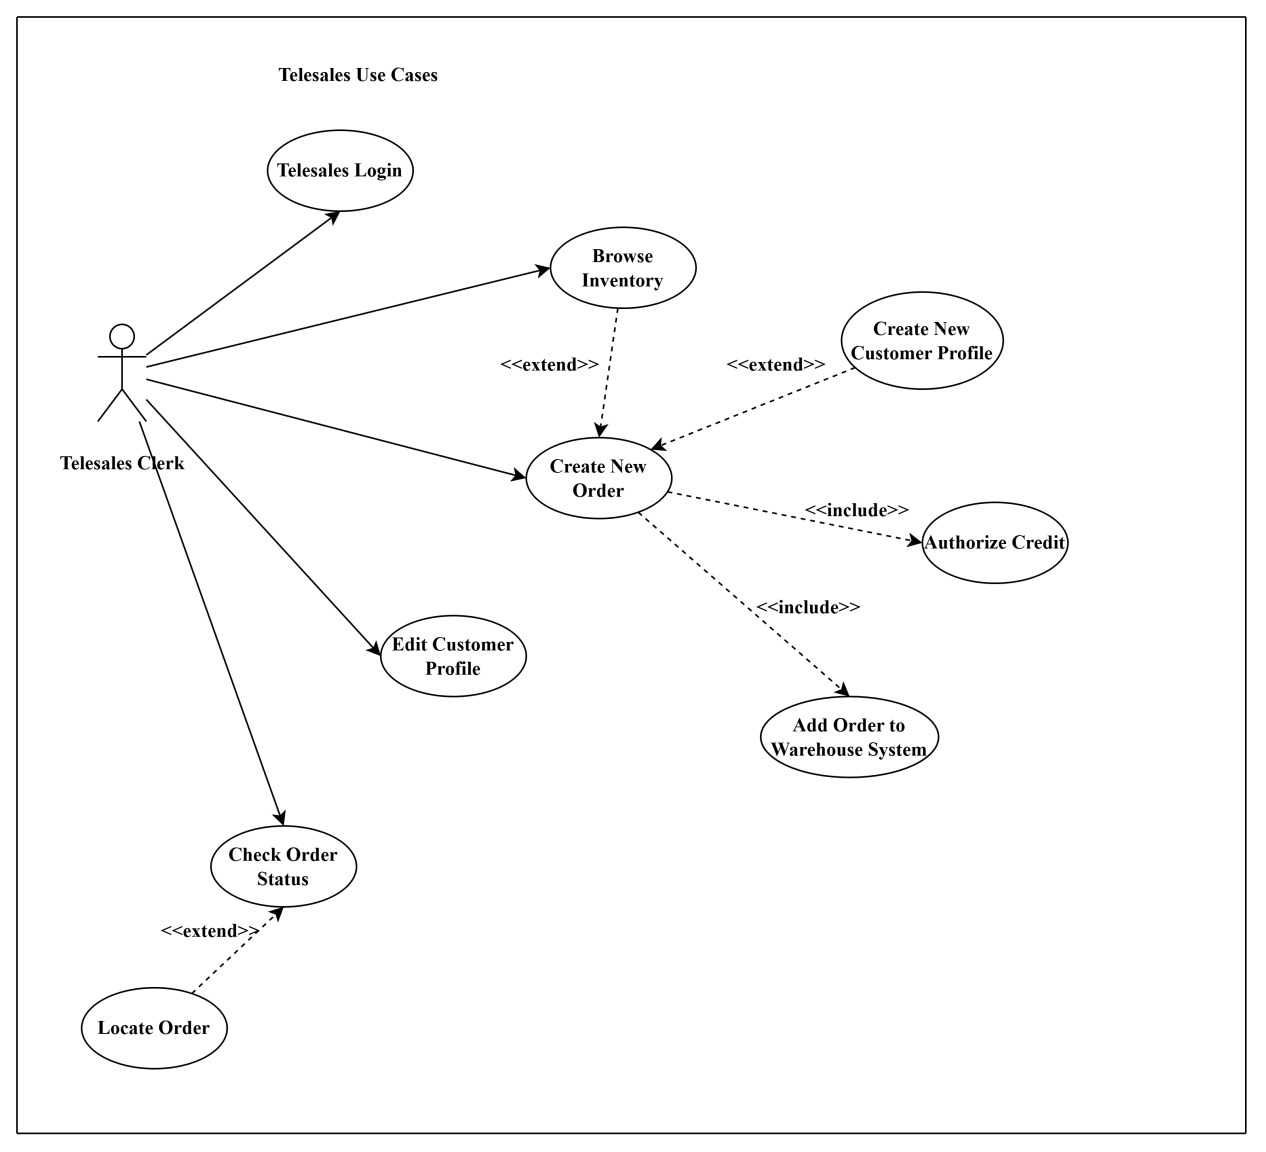 Telesales Use Cases
Telesales Login
Browse
Inventory
Create New
Customer Profile
<<extend>>
<<extend>>
Telesales Clerk
Create New
Order
<<include>>
Authorize Credit
<<include>>
Edit Customer
Profile
Add Order to
Warehouse System
Check Order
Status
<<extend>>
Locate Order